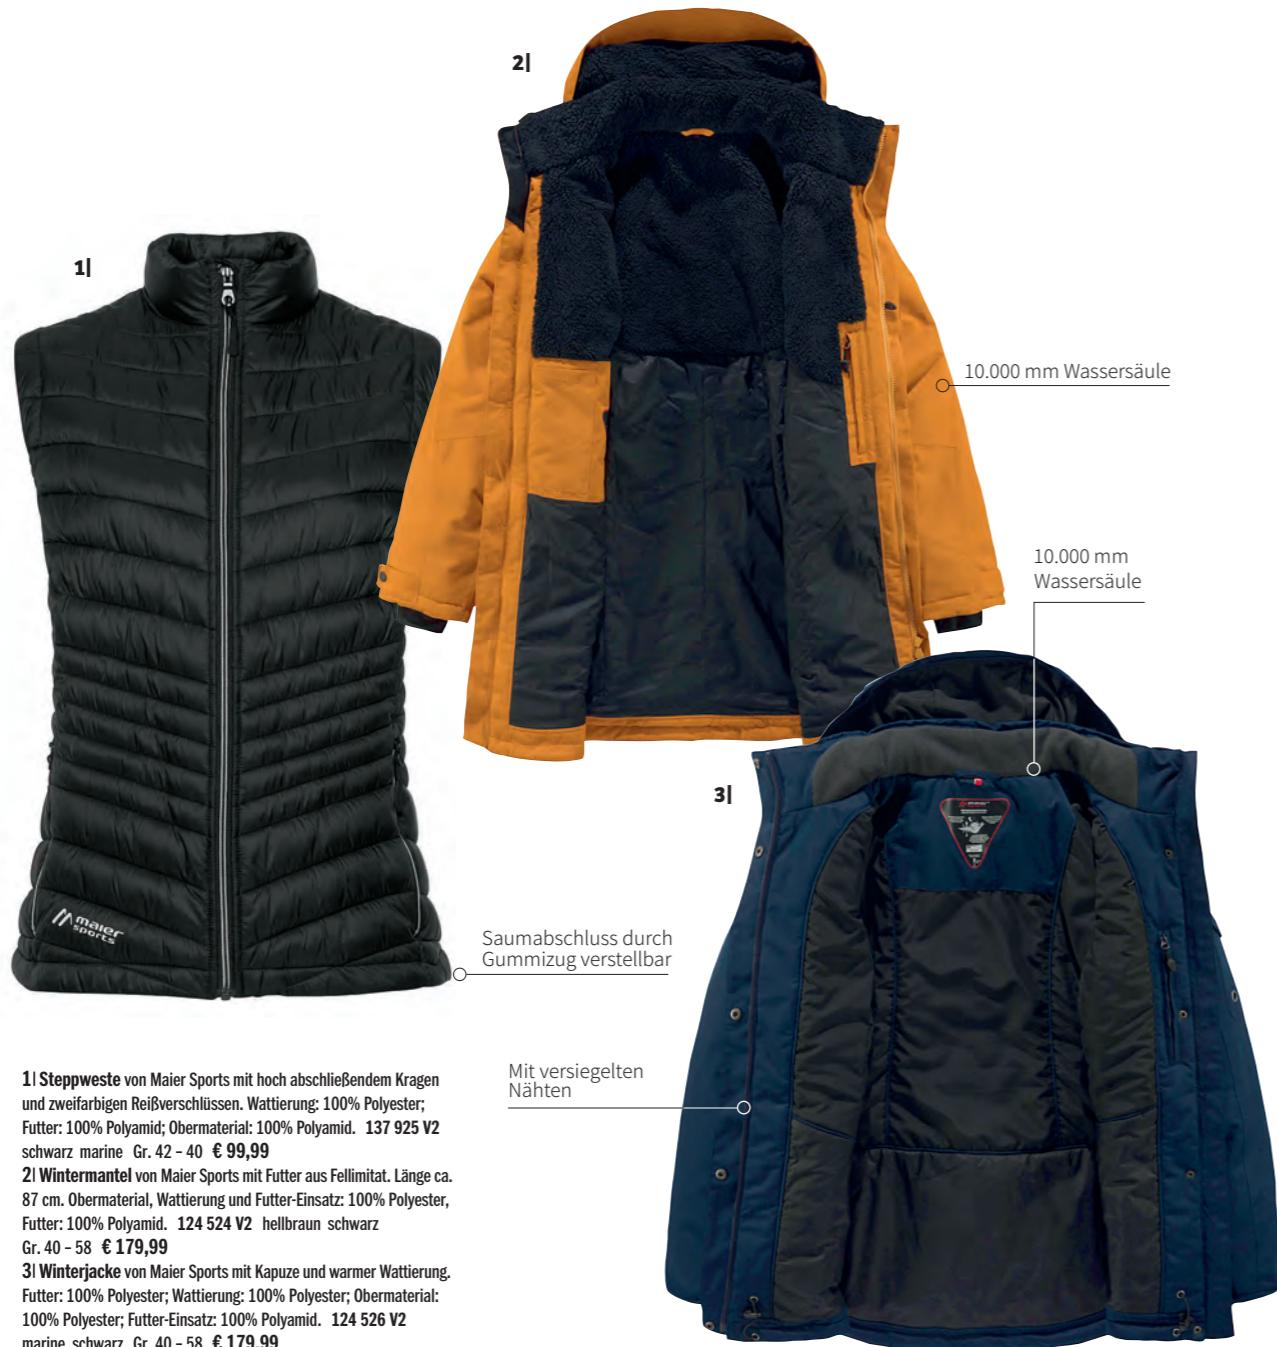 2|
1|
10.000 mm Wassersäule
10.000 mm
Wassersäule
3|
maier
sports
Saumabschluss durch
Gummizug verstellbar
Mit versiegelten
Nähten
1| Steppweste von Maier Sports mit hoch abschließendem Kragen
und zweifarbigen Reißverschlüssen. Wattierung: 100% Polyester;
Futter: 100% Polyamid; Obermaterial: 100% Polyamid. 137 925 V2
schwarz marine Gr. 42 – 40 € 99,99
2| Wintermantel von Maier Sports mit Futter aus Fellimitat. Länge ca.
87 cm. Obermaterial, Wattierung und Futter-Einsatz: 100% Polyester,
Futter: 100% Polyamid. 124 524 V2 hellbraun schwarz
Gr. 40 – 58 € 179,99
3| Winterjacke von Maier Sports mit Kapuze und warmer Wattierung.
Futter: 100% Polyester; Wattierung: 100% Polyester; Obermaterial:
100% Polyester; Futter-Einsatz: 100% Polyamid. 124 526 V2
marine schwarz Gr. 40 – 58 € 179,99